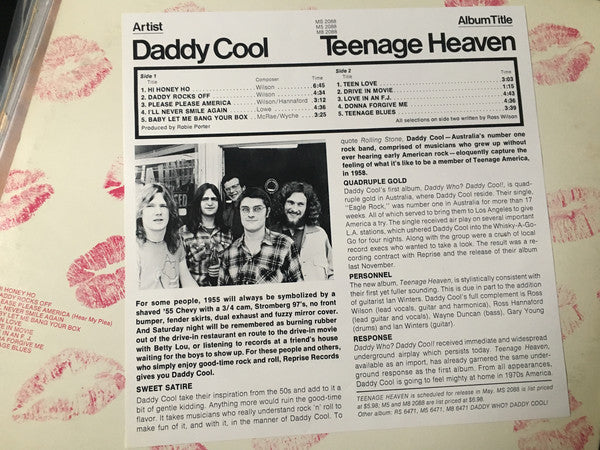 Artist
MS 2088
M5 2088
M8 2088
Album Title
Daddy Cool
Teenage Heaven
Side 1
Title
Composer
Time
1. HI HONEY HO
Wilson
6:45
2. DADDY ROCKS OFF
Wilson
4:34
3. PLEASE PLEASE AMERICA
Wilson/Hannaford
3:12
4. I'LL NEVER SMILE AGAIN
Lowe
4:36
5. BABY LET ME BANG YOUR BOX
McRae/Wyche
3:25
Produced by Robie Porter
Side 2
Title
Time
1. TEEN LOVE
3:03
2. DRIVE IN MOVIE
1:15
3. LOVE IN AN F.J.
4:43
4. DONNA FORGIVE ME
4:36
5. TEENAGE BLUES
3:39
All selections on side two written by Ross Wilson
For some people, 1955 will always be symbolized by a
shaved '55 Chevy with a 3/4 cam, Stromberg 97's, no front
bumper, fender skirts, dual exhaust and fuzzy mirror cover.
And Saturday night will be remembered as burning rubber
out of the drive-in restaurant en route to the drive-in movie
with Betty Lou, or listening to records at a friend's house
waiting for the boys to show up. For these people and others,
who simply enjoy good-time rock and roll, Reprise Records
gives you Daddy Cool.
SWEET SATIRE
Daddy Cool take their inspiration from the 50s and add to it a
bit of gentle kidding. Anything more would ruin the good-time
flavor. It takes musicians who really understand rock 'n' roll to
make fun of it, and with it, in the manner of Daddy Cool. To
quote Rolling Stone, Daddy Cool—Australia's number one
rock band, comprised of musicians who grew up without
ever hearing early American rock—eloquently capture the
feeling of what it's like to be a member of Teenage America,
in 1958.
QUADRUPLE GOLD
Daddy Cool's first album, Daddy Who? Daddy Cool!, is quad-
ruple gold in Australia, where Daddy Cool reside. Their single,
"Eagle Rock," was number one in Australia for more than 17
weeks. All of which served to bring them to Los Angeles to give
America a try. The single received air play on several important
L.A. stations, which ushered Daddy Cool into the Whisky-A-Go-
Go for four nights. Along with the group were a crush of local
record execs who wanted to take a look. The result was a re-
cording contract with Reprise and the release of their album
last November.
PERSONNEL
The new album, Teenage Heaven, is stylistically consistent with
their first yet fuller sounding. This is due in part to the addition
of guitarist Ian Winters. Daddy Cool's full complement is Ross
Wilson (lead vocal, guitar and harmonica), Ross Hannaford
(lead guitar and vocals), Wayne Duncan (bass), Gary Young
(drums) and Ian Winters (guitar).
RESPONSE
Daddy Who? Daddy Cool! received immediate and widespread
underground airplay which persists today. Teenage Heaven,
available as an import, has already garnered the same under-
ground response as the first album. From all appearances,
Daddy Cool is going to feel mighty at home in 1970s America.
TEENAGE HEAVEN is scheduled for release in May. MS 2088 is list priced
at $5.98; M5 and M8 2088 are list priced at $6.98.
Other album: RS 6471, M5 6471, M8 6471 DADDY WHO? DADDY COOL!
HONEY HO
DADDY ROCKS OFF
AMERICA (Hear My Plea)
SMILE AGAIN
BANG YOUR BOX
MOVIE
FORGIVE ME
BLUES